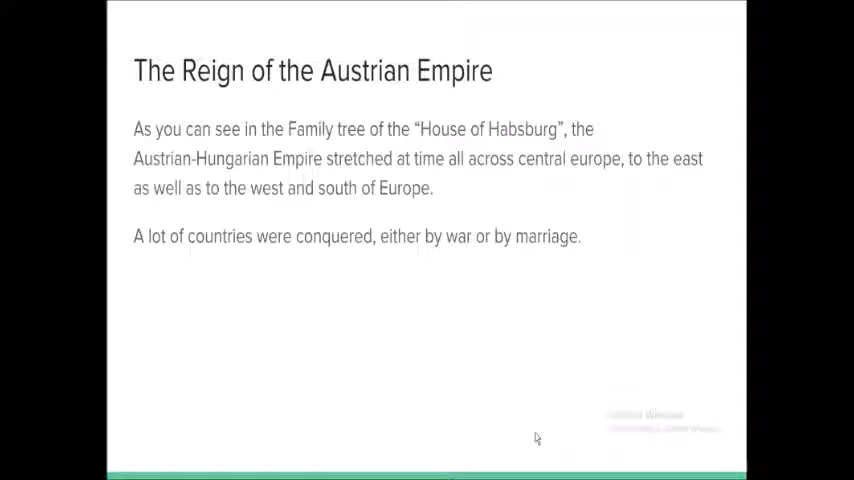 The Reign of the Austrian Empire
As you can see in the Family tree of the “House of Habsburg”, the
Austrian-Hungarian Empire stretched at time all across central europe, to the east
as well as to the west and south of Europe.
A lot of countries were conquered, either by war or by marriage.